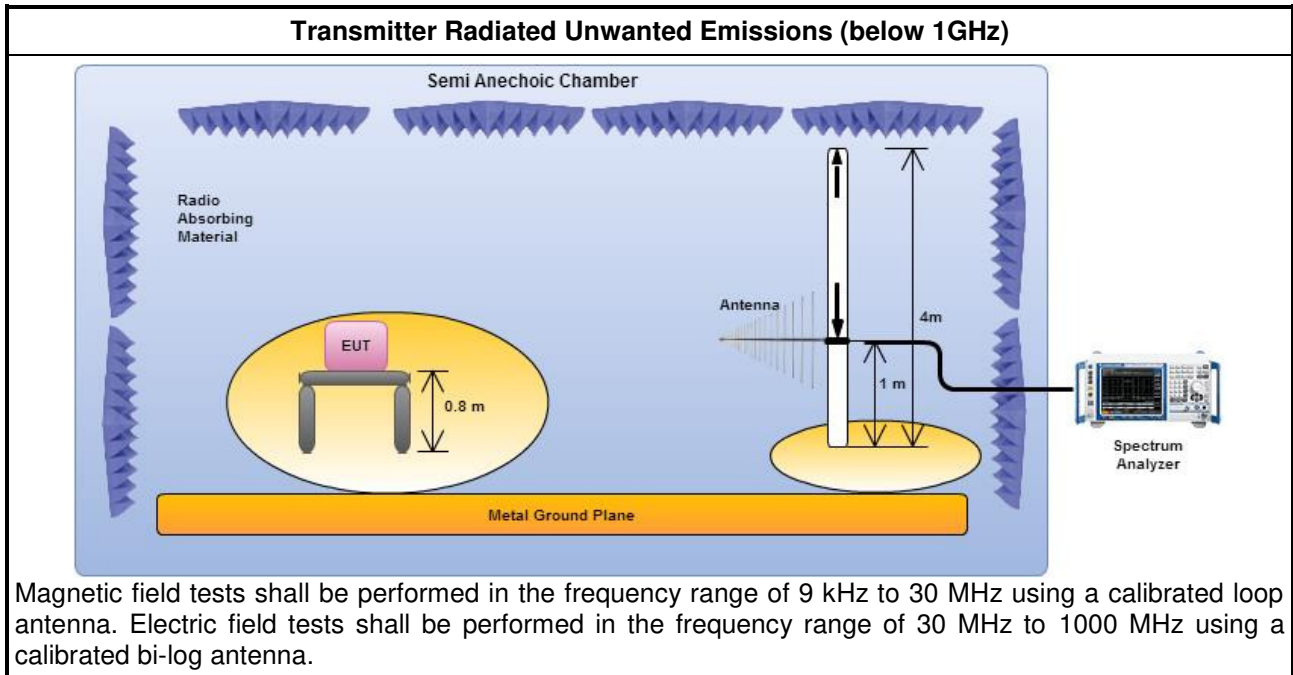 Transmitter Radiated Unwanted Emissions (below 1GHz)
Semi Anechoic Chamber
Radio
Absorbing
Material
Antenna
4m
EUT
1 m
0.8 m
Spectrum
Analyzer
Metal Ground Plane
Magnetic field tests shall be performed in the frequency range of 9 kHz to 30 MHz using a calibrated loop
antenna. Electric field tests shall be performed in the frequency range of 30 MHz to 1000 MHz using a
calibrated bi-log antenna.